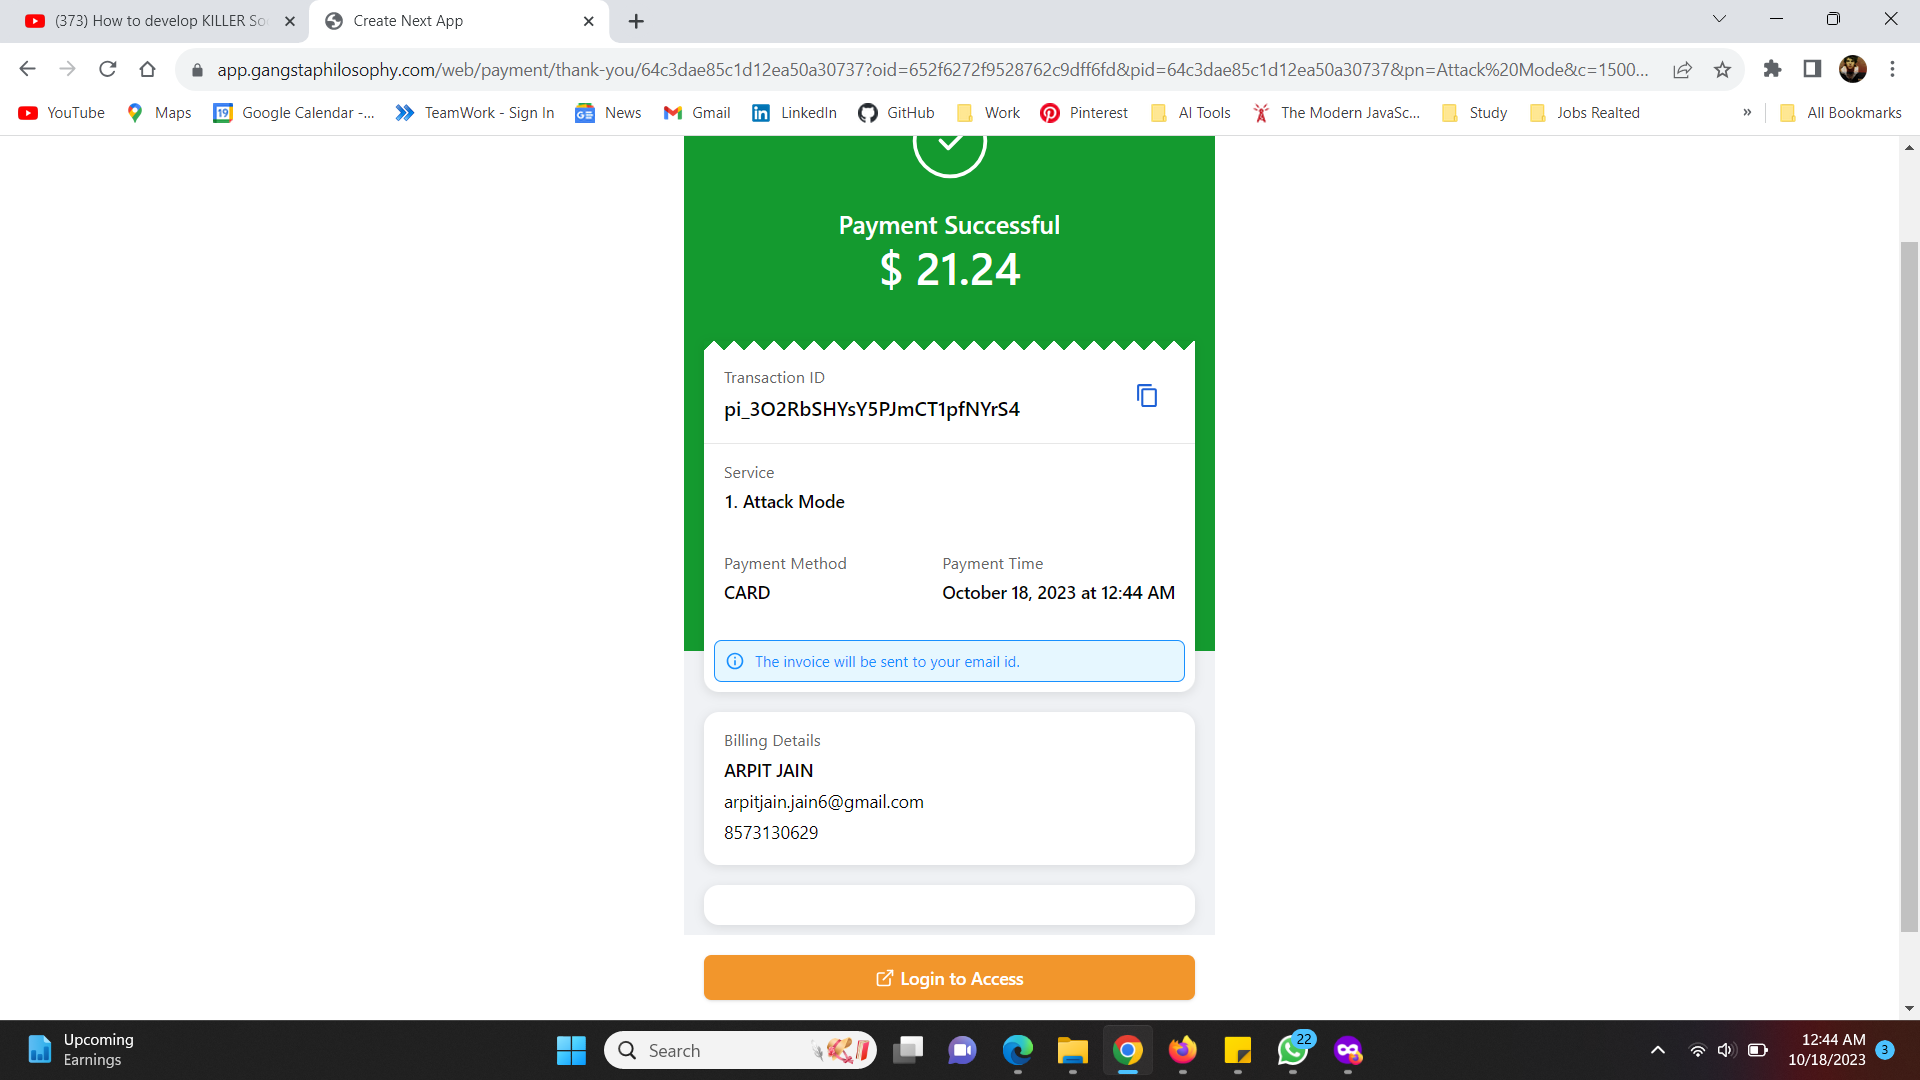 (373) How to develop KILLER So
Create Next App
app.gangstaphilosophy.com/web/payment/thank-you/64c3dae85c1d12ea50a30737?oid=652f6272f9528762c9dff6fd&pid=64c3dae85c1d12ea50a30737&pn=Attack%20Mode&c=1500...
YouTube
Maps
19
Google Calendar -...
TeamWork - Sign In
GE
News
Gmail
in
LinkedIn
GitHub
Work
Pinterest
AI Tools
The Modern JavaSc...
Study
Jobs Realted
»
All Bookmarks
Payment Successful
$ 21.24
Transaction ID
pi_3O2RbSHYsY5PJmCT1pfNYrS4
Service
1. Attack Mode
Payment Method
Payment Time
CARD
October 18, 2023 at 12:44 AM
The invoice will be sent to your email id.
Billing Details
ARPIT JAIN
arpitjain.jain6@gmail.com
8573130629
Login to Access
Upcoming
Earnings
Search
22
12:44 AM
10/18/2023
3